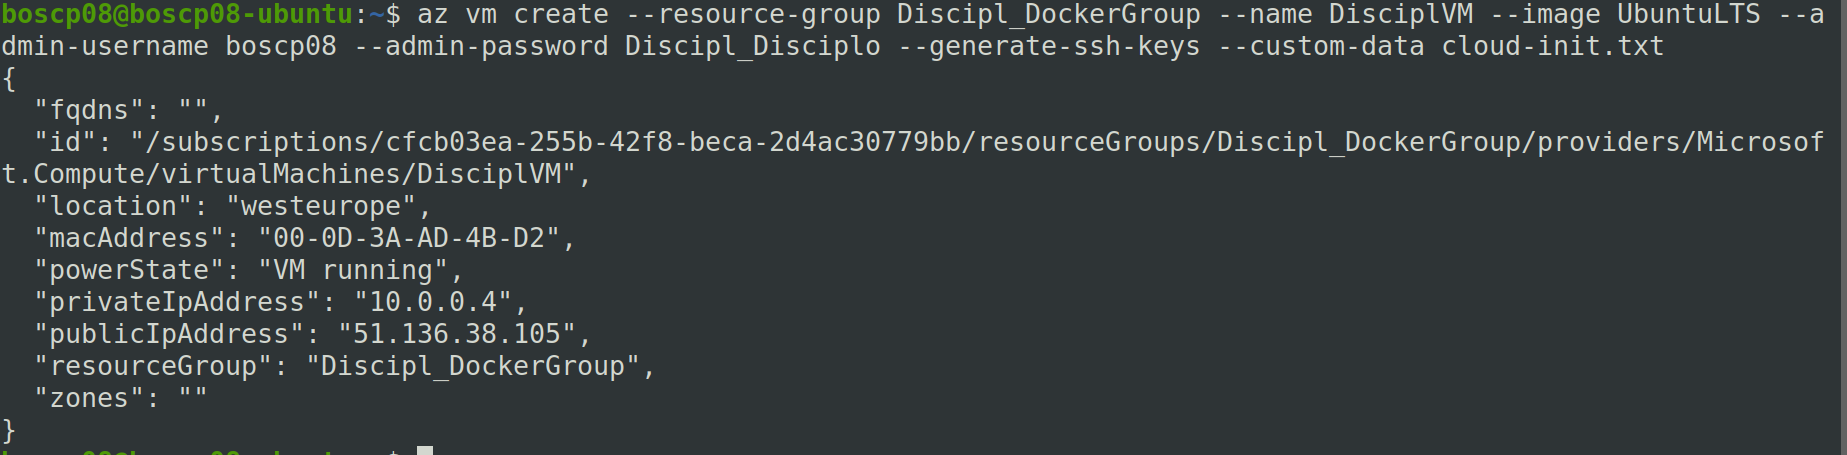 boscp08@boscp08-ubuntu:~$ az vm create --resource-group Discipl_DockerGroup --name DisciplVM --image UbuntuLTS --a
dmin-username boscp08 --admin-password Discipl_Disciplo --generate-ssh-keys --custom-data cloud-init.txt
{
  "fqdns": "",
  "id": "/subscriptions/cfcb03ea-255b-42f8-beca-2d4ac30779bb/resourceGroups/Discipl_DockerGroup/providers/Microsof
t.Compute/virtualMachines/DisciplVM",
  "location": "westeurope",
  "macAddress": "00-0D-3A-AD-4B-D2",
  "powerState": "VM running",
  "privateIpAddress": "10.0.0.4",
  "publicIpAddress": "51.136.38.105",
  "resourceGroup": "Discipl_DockerGroup",
  "zones": ""
}